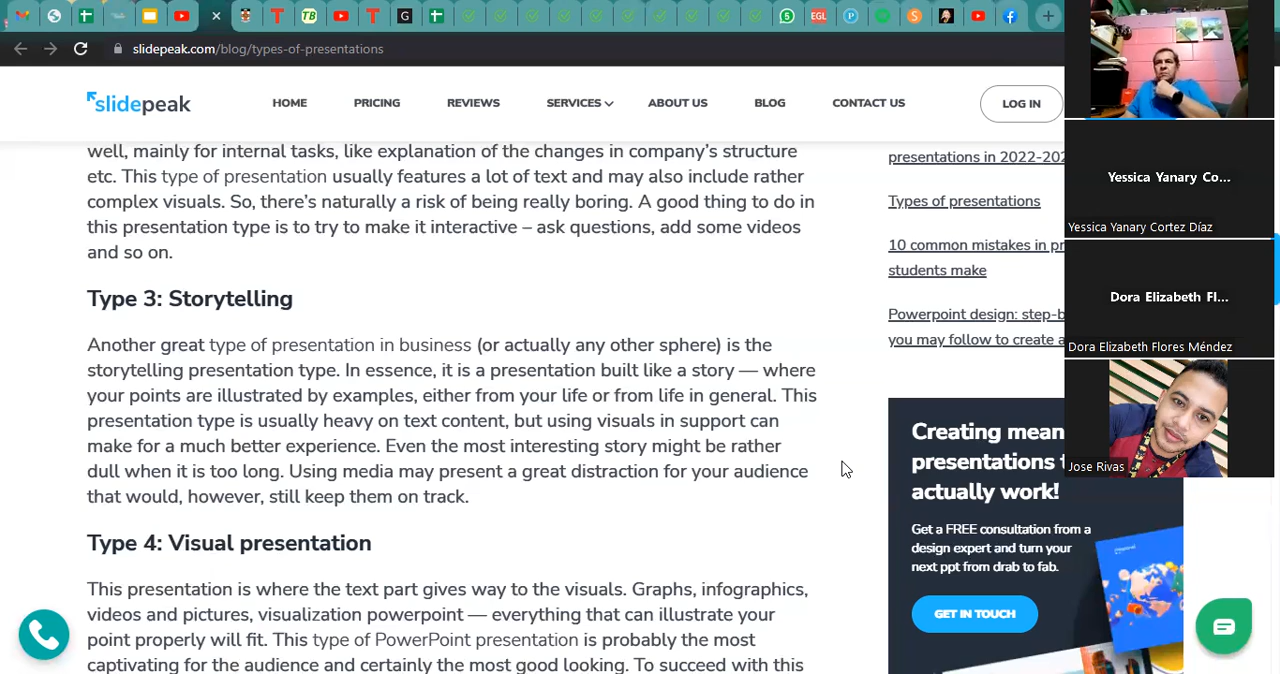 slidepeak.com/blog/types-of-presentations
slidepeak
HOME
PRICING
REVIEWS
SERVICES
ABOUT US
BLOG
CONTACT US
LOG IN
well, mainly for internal tasks, like explanation of the changes in company's structure
etc. This type of presentation usually features a lot of text and may also include rather
complex visuals. So, there's naturally a risk of being really boring. A good thing to do in
this presentation type is to try to make it interactive – ask questions, add some videos
and so on.
Type 3: Storytelling
Another great type of presentation in business (or actually any other sphere) is the
storytelling presentation type. In essence, it is a presentation built like a story — where
your points are illustrated by examples, either from your life or from life in general. This
presentation type is usually heavy on text content, but using visuals in support can
make for a much better experience. Even the most interesting story might be rather
dull when it is too long. Using media may present a great distraction for your audience
that would, however, still keep them on track.
Type 4: Visual presentation
This presentation is where the text part gives way to the visuals. Graphs, infographics,
videos and pictures, visualization powerpoint — everything that can illustrate your
point properly will fit. This type of PowerPoint presentation is probably the most
captivating for the audience and certainly the most good looking. To succeed with this
presentations in 2022-202
Types of presentations
10 common mistakes in pr
students make
Powerpoint design: step-b
you may follow to create a
Creating mean
presentations t
actually work!
Get a FREE consultation from a
design expert and turn your
next ppt from drab to fab.
GET IN TOUCH
Yessica Yanary Co...
Yessica Yanary Cortez Díaz
Dora Elizabeth Fl...
Dora Elizabeth Flores Méndez
Jose Rivas
T
TB
T
G
5
EGL
P
S